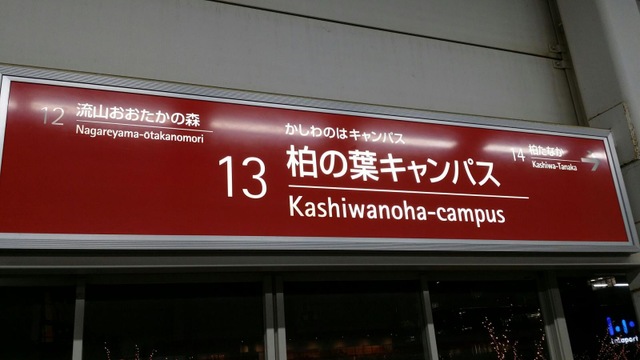 12 流山おおたかの森
Nagareyama-ōtakanomori
かしわのはキャンパス
13 柏の葉キャンパス
Kashiwanoha-campus
14 柏たなか
Kashiwa-Tanaka